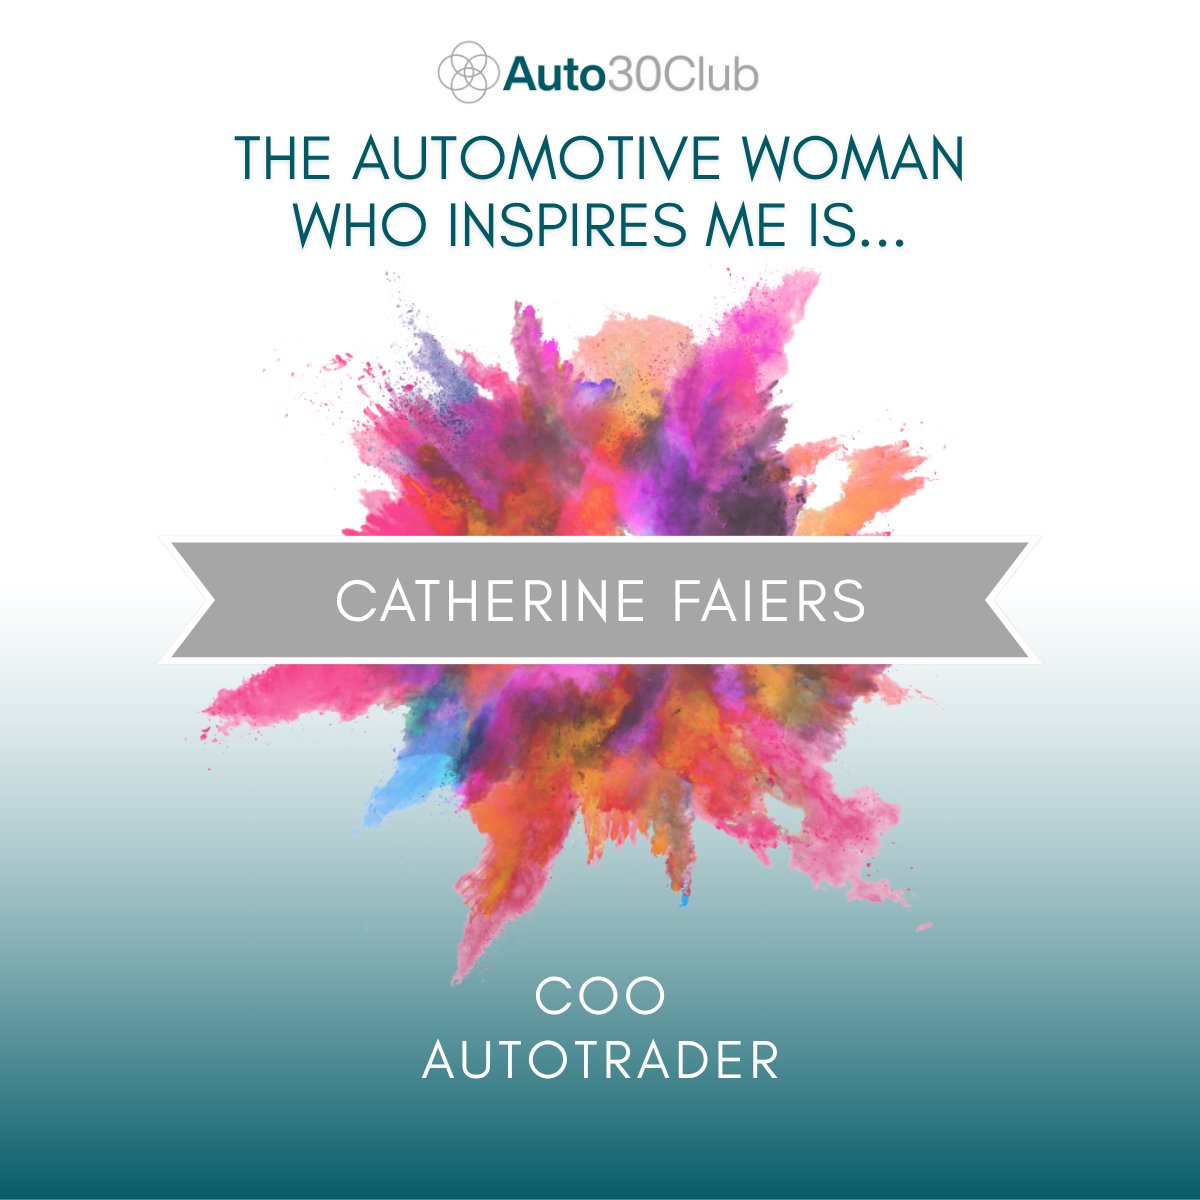 Auto30Club
THE AUTOMOTIVE WOMAN
WHO INSPIRES ME IS...
CATHERINE FAIERS
COO
AUTOTRADER